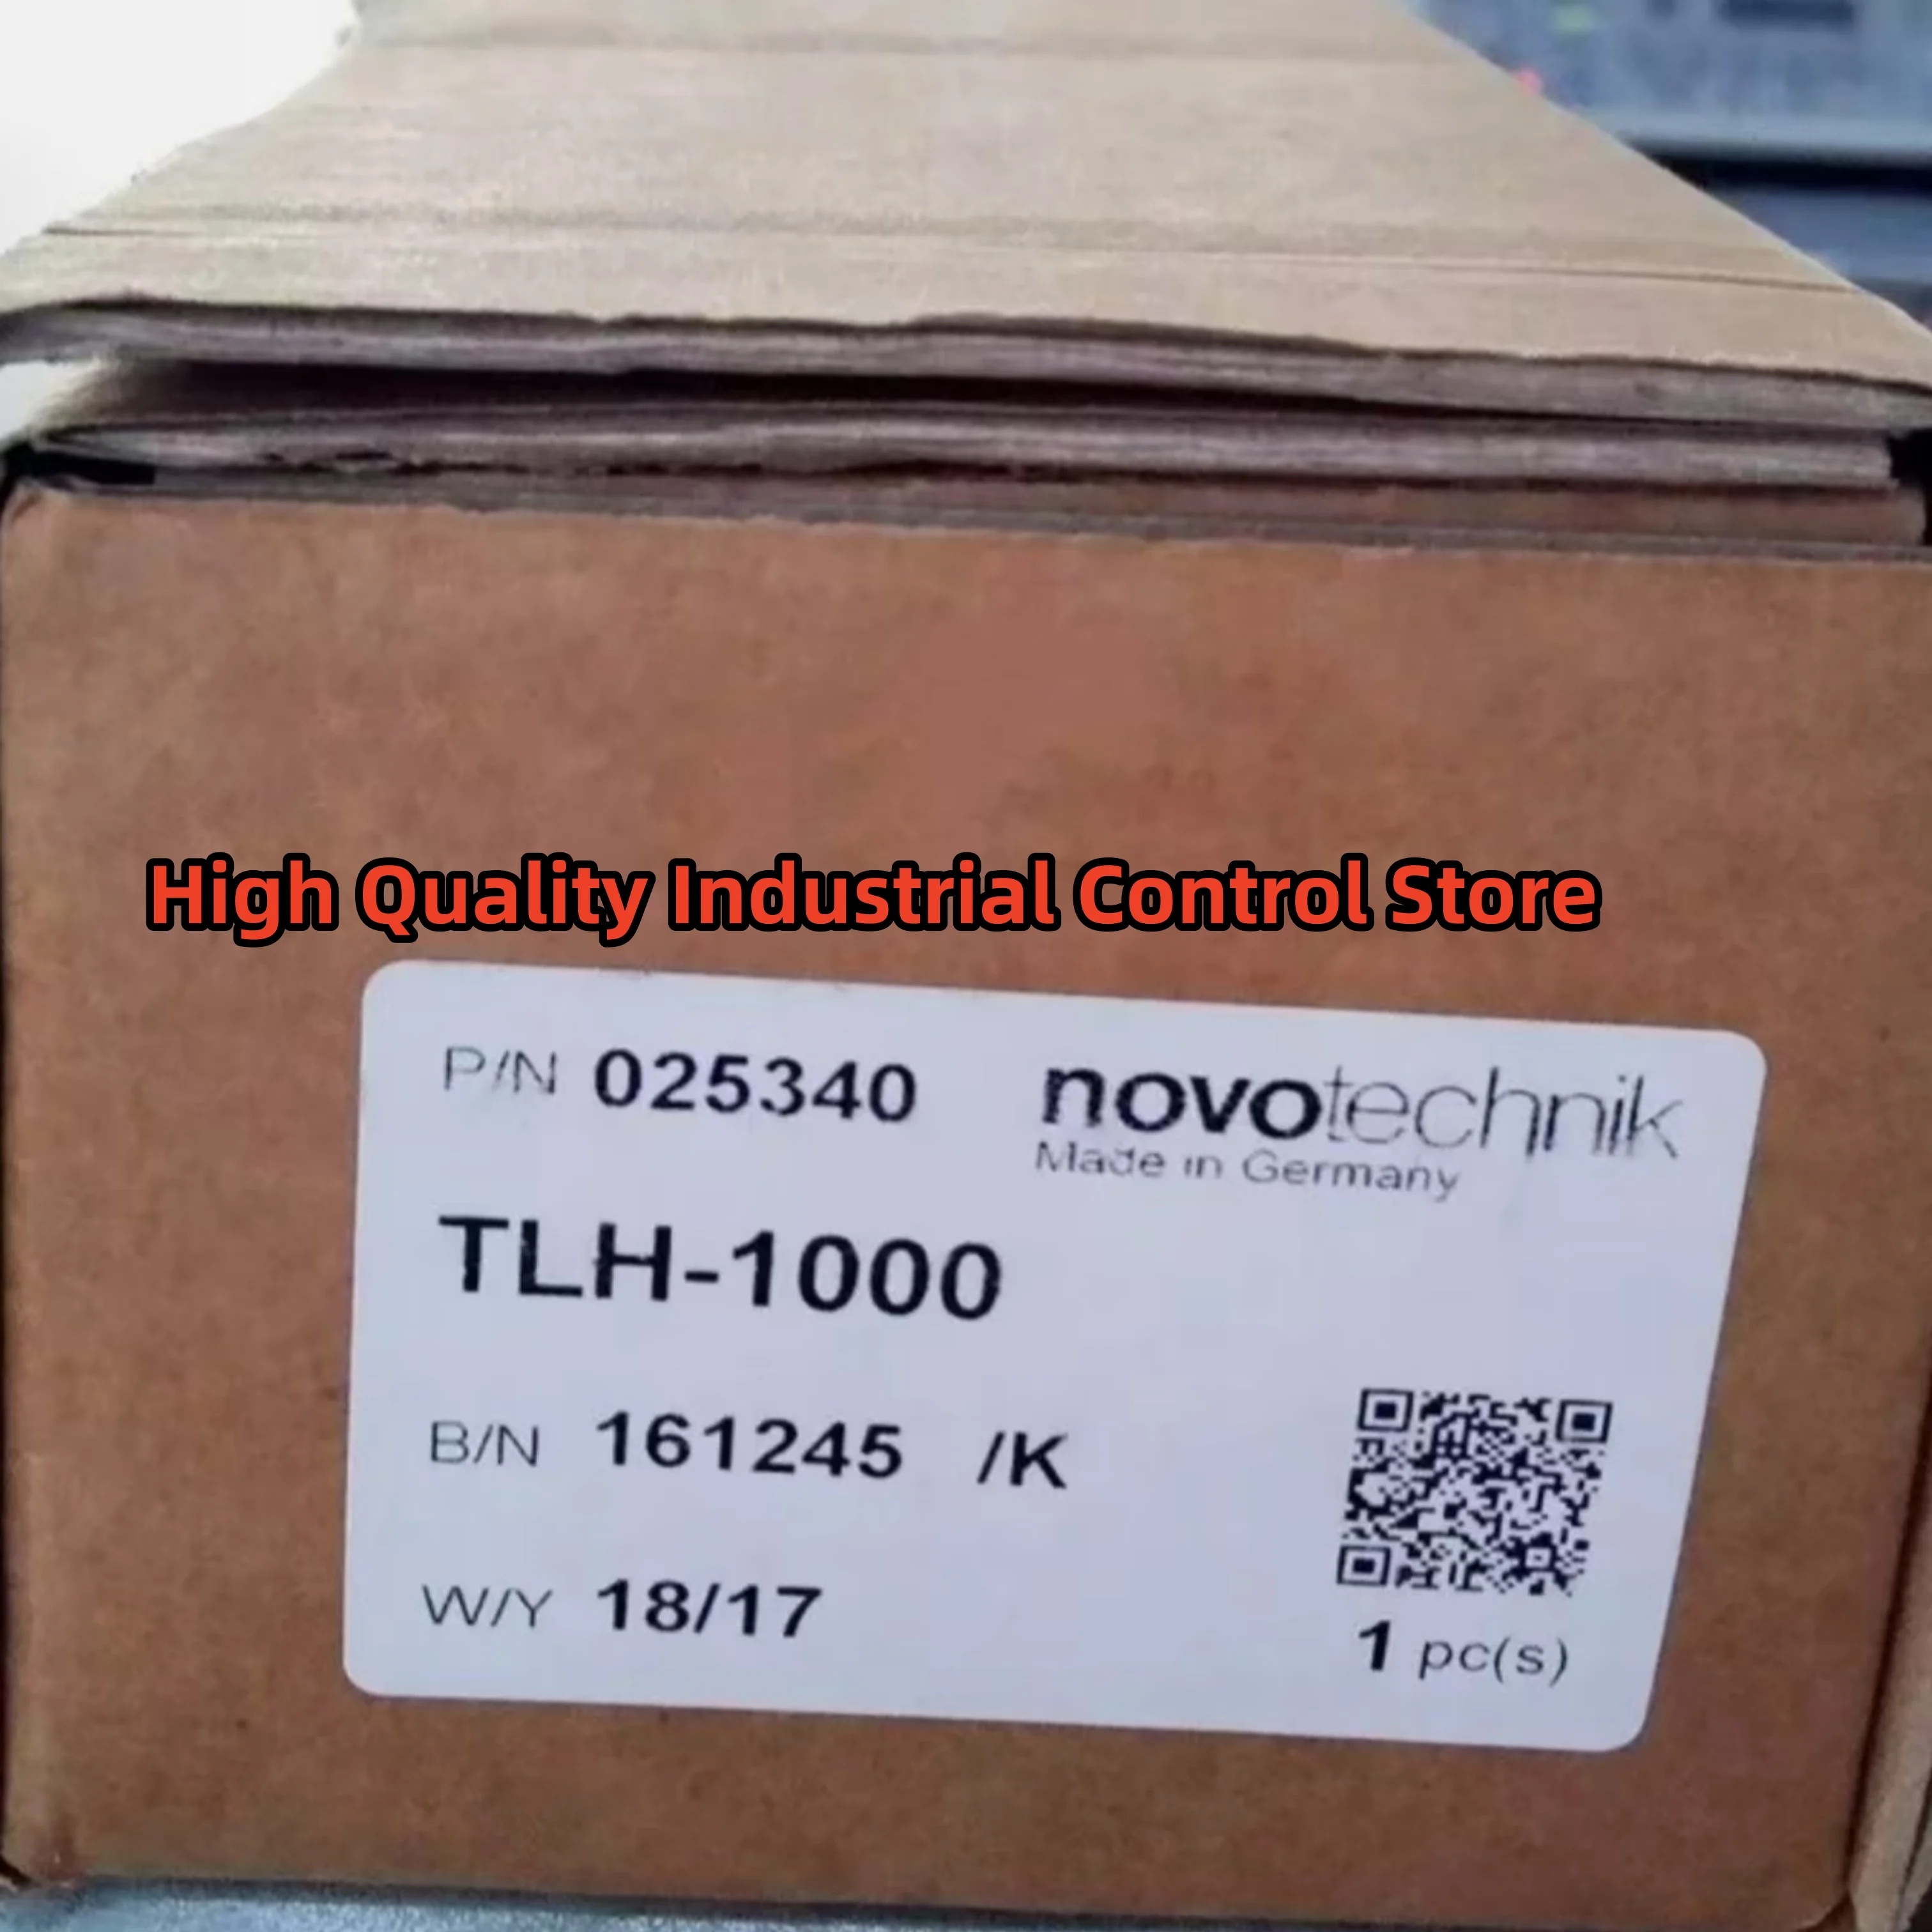 High Quality Industrial Control Store
P/N 025340
novotechnik
Made in Germany
TLH-1000
B/N 161245 /K
W/Y 18/17
1 pc(s)